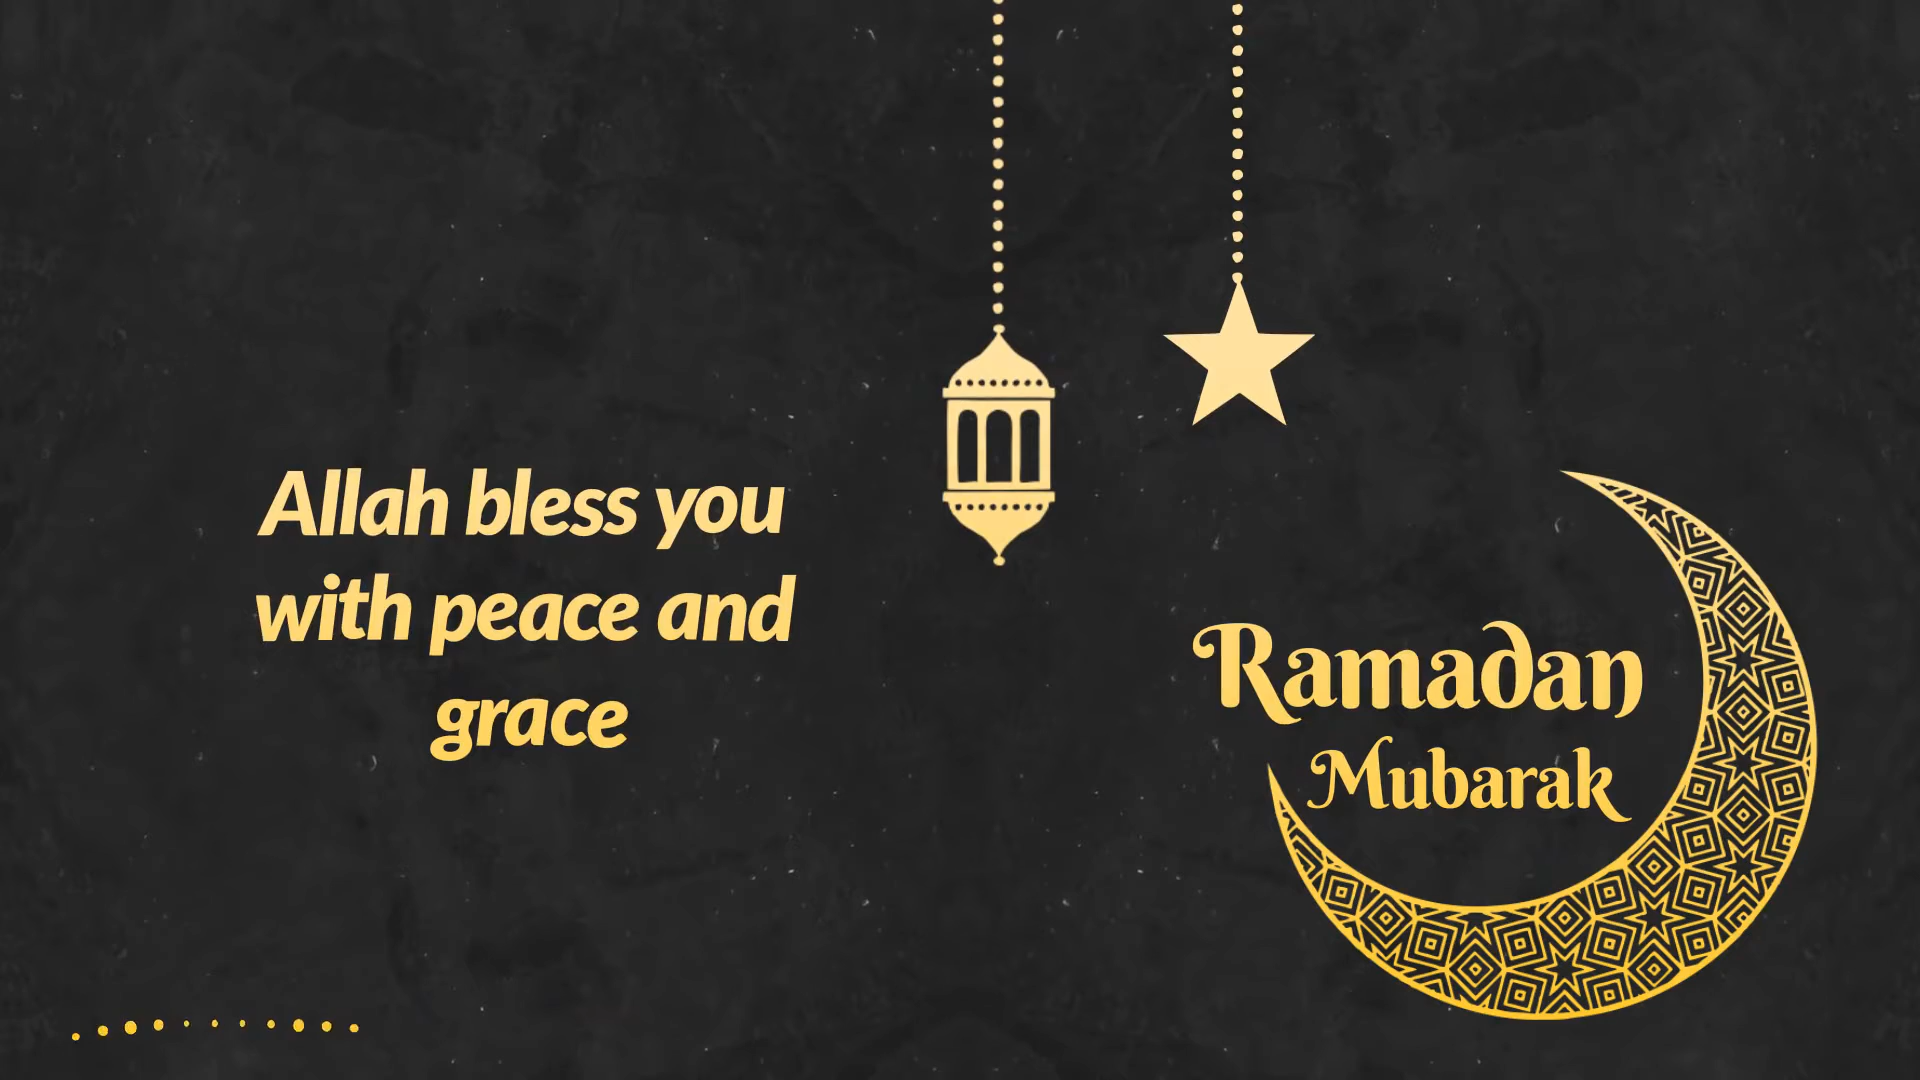 Allah bless you
with peace and
grace
Ramadan
Mubarak